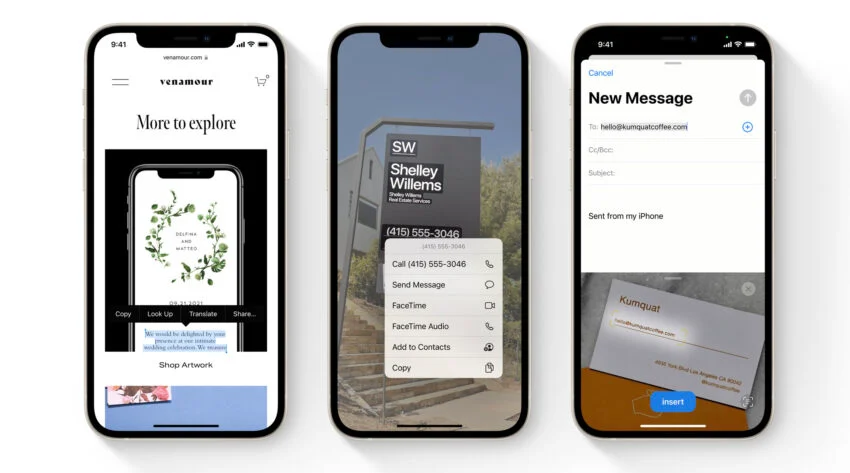 9:41
venamour.com
venamour
More to explore
DELFINA
AND
MATTEO
09.21.2021
Copy
Look Up
Translate
Share...
We would be delighted by your
presence at our intimate
wedding celebration. We
Shop Artwork
SW
Shelley
Willems
Shelley Willems
Real Estate Services
(415) 555-3046
(415) 555-3046
Call (415) 555-3046
Send Message
FaceTime
FaceTime Audio
Add to Contacts
Copy
9:41
Cancel
New Message
To: hello@kumquatcoffee.com
Cc/Bcc:
Subject:
Sent from my iPhone
Kumquat
hello@kumquatcoffee.com
4936 York Blvd Los Angeles CA 90042
@kumquatcoffee
insert